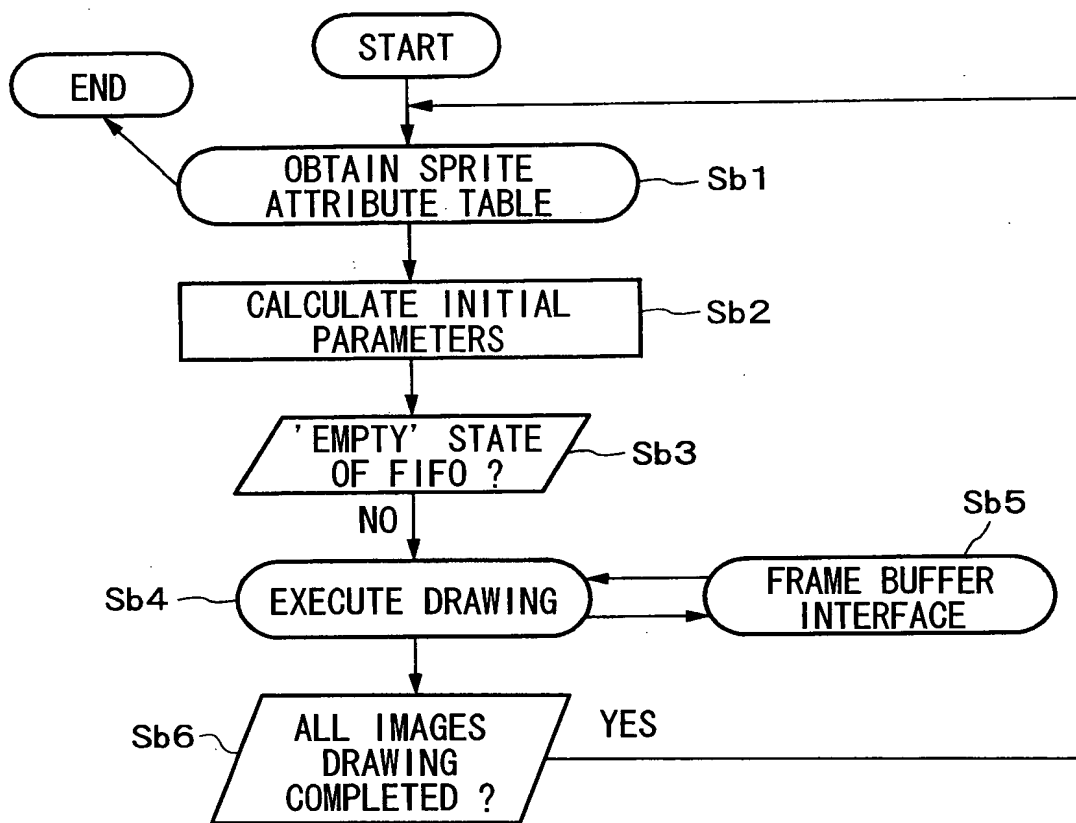 START
END
OBTAIN SPRITE
ATTRIBUTE TABLE
Sb1
CALCULATE INITIAL
PARAMETERS
Sb2
'EMPTY' STATE
OF FIFO ?
Sb3
NO
Sb4
EXECUTE DRAWING
Sb5
FRAME BUFFER
INTERFACE
Sb6
ALL IMAGES
DRAWING
COMPLETED ?
YES